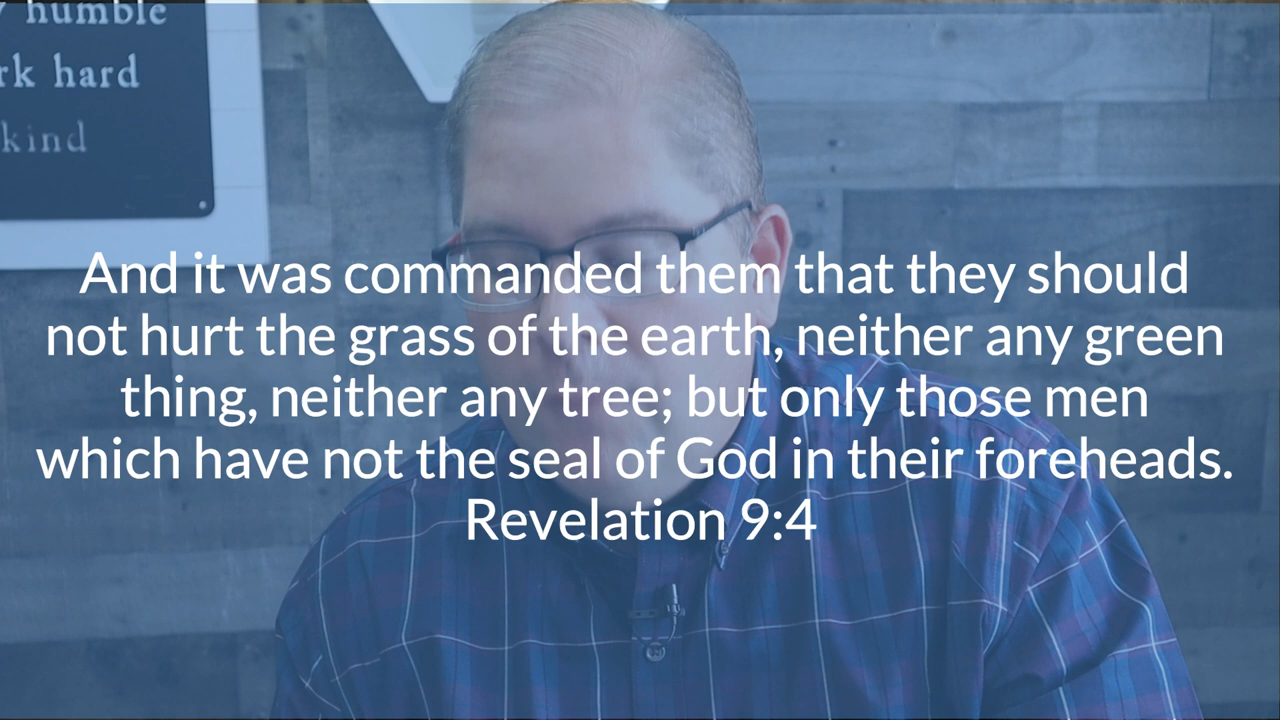 humble
hard
kind
And it was commanded them that they should
not hurt the grass of the earth, neither any green
thing, neither any tree; but only those men
which have not the seal of God in their foreheads.
Revelation 9:4